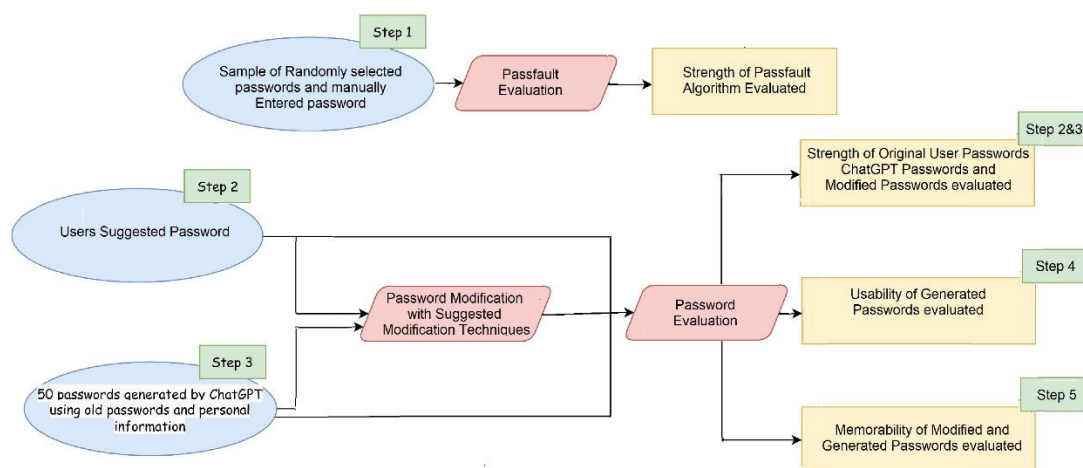 Step 1
Sample of Randomly selected
passwords and manually
Entered password
Passfault
Evaluation
Strength of Passfault
Algorithm Evaluated
Step 2&3
Strength of Original User Passwords
ChatGPT Passwords and
Modified Passwords evaluated
Step 2
Users Suggested Password
Step 4
Password Modification
with Suggested
Modification Techniques
Password
Evaluation
Usability of Generated
Passwords evaluated
Step 3
50 passwords generated by ChatGPT
using old passwords and personal
information
Step 5
Memorability of Modified and
Generated Passwords evaluated